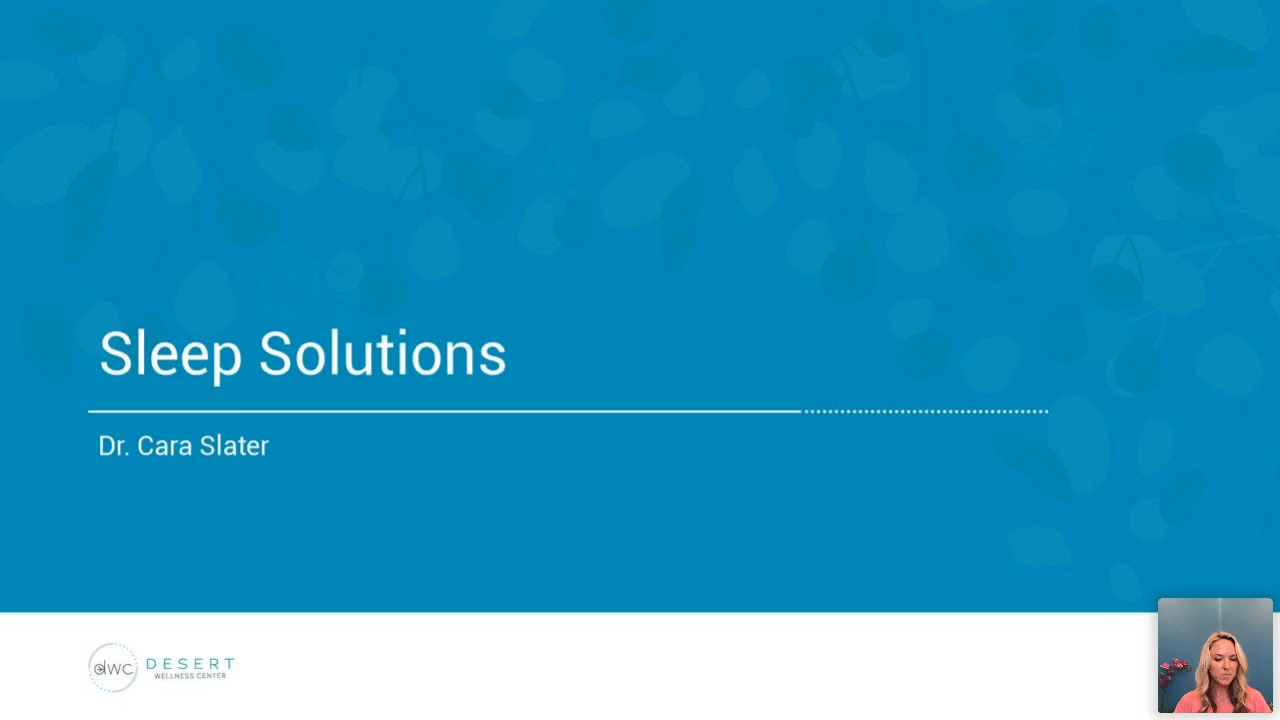 Sleep Solutions
Dr. Cara Slater
dwc DESERT
WELLNESS CENTER